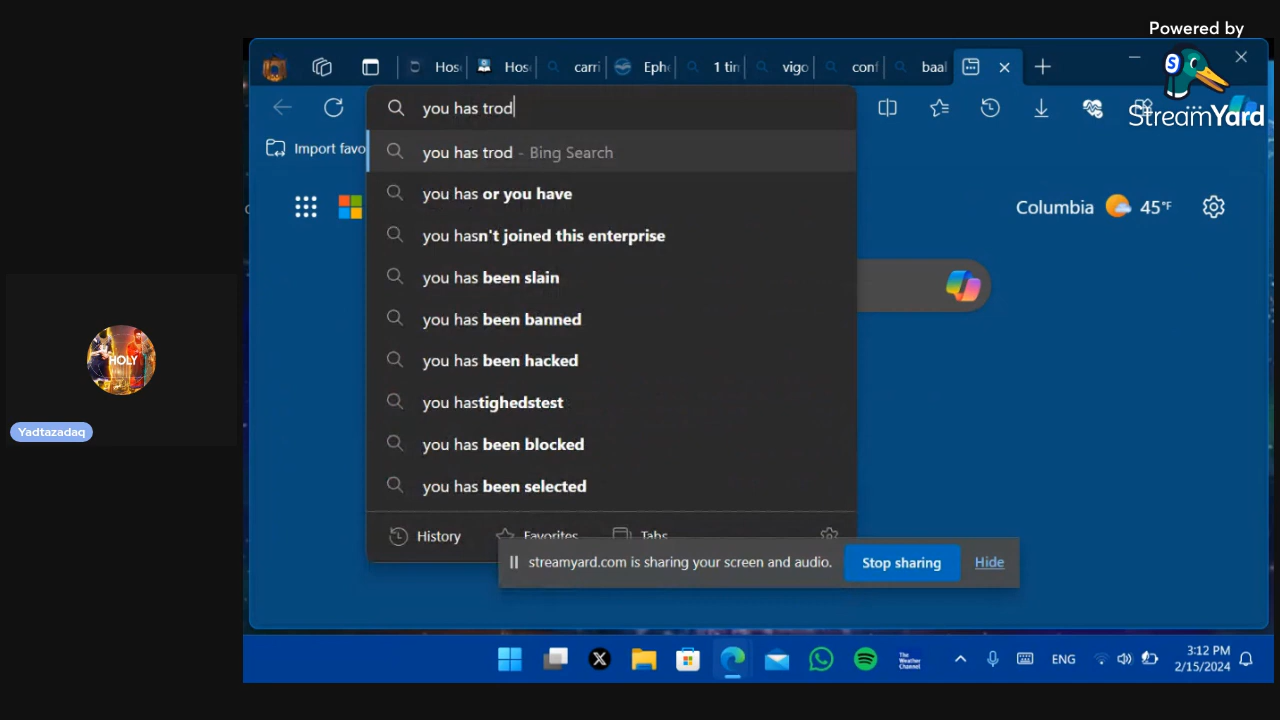 Powered by
StreamYard
Hos
Hos
carri
Ephe
1 tin
vigo
conf
baal
you has trod
Import favo
you has trod - Bing Search
you has or you have
you hasn't joined this enterprise
you has been slain
you has been banned
you has been hacked
you hastighedstest
you has been blocked
you has been selected
History
Favorites
Tabs
Columbia 45°F
HOLY
Yadtazadaq
streamyard.com is sharing your screen and audio.
Stop sharing
Hide
The Weather Channel
ENG
3:12 PM
2/15/2024